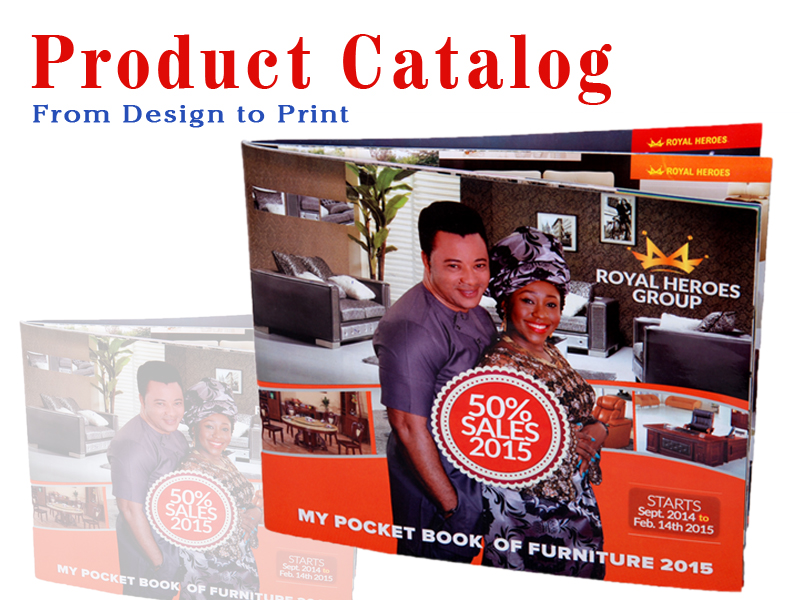 Product Catalog
From Design to Print
ROYAL HEROES
ROYAL HEROES
ROYAL HEROES
GROUP
50%
SALES
2015
STARTS
Sept. 2014 to
Feb. 14th 2015
MY POCKET BOOK OF FURNITURE 2015
50%
SALES
2015
STARTS
Sept. 2014 to
Feb. 14th 2015
MY POCKET BOOK OF FURNITURE 20